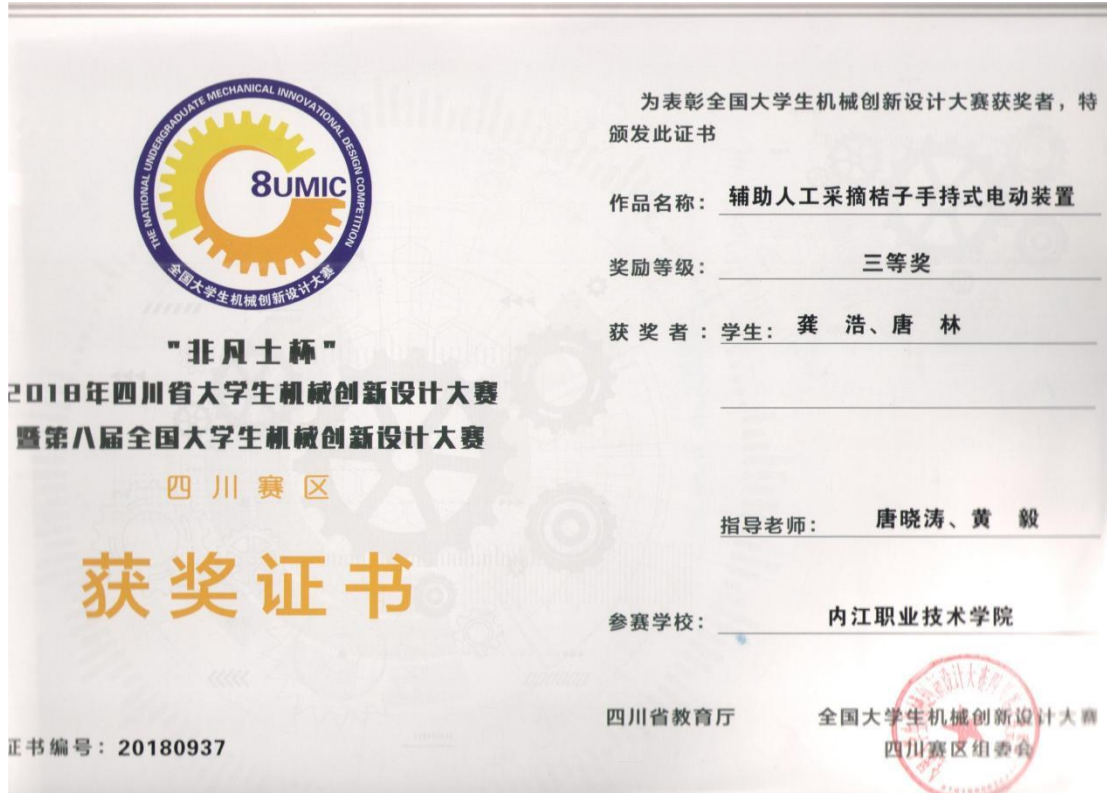 THE NATIONAL UNDERGRADUATE MECHANICAL INNOVATIONAL DESIGN COMPETITION
8UMIC
全国大学生机械创新设计大赛
"非凡士杯"
2018年四川省大学生机械创新设计大赛
暨第八届全国大学生机械创新设计大赛
四川赛区
获奖证书
证书编号：20180937
为表彰全国大学生机械创新设计大赛获奖者，特
颁发此证书
作品名称： 辅助人工采摘桔子手持式电动装置
奖励等级： 三等奖
获奖者：学生： 龚 浩、唐 林
指导老师： 唐晓涛、黄 毅
参赛学校： 内江职业技术学院
四川省教育厅 全国大学生机械创新设计大赛
四川赛区组委会